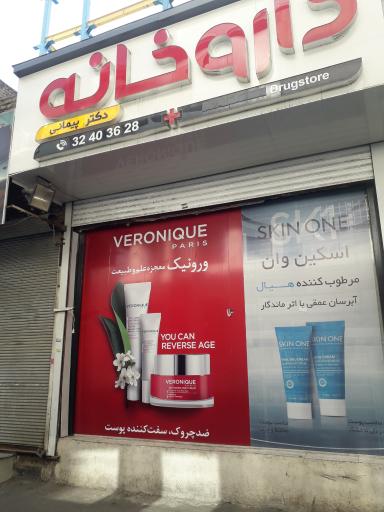 داروخانه
دکتر پیمانی
32 40 36 28
Drugstore
VERONIQUE
PARIS
ورونیک معجزه علم و طبیعت
YOU CAN
REVERSE AGE
VERONIQUE
ضدچروک، سفت‌کننده پوست
SKIN ONE
اسکین وان
مرطوب کننده هیال
آبرسان عمقی با اثر ماندگار
SKIN ONE
SKIN ONE